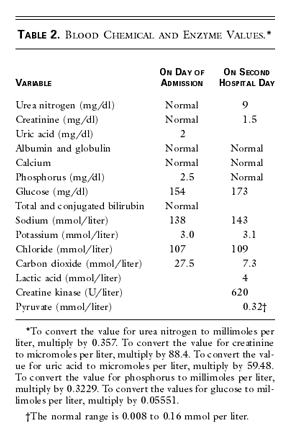 TABLE 2. BLOOD CHEMICAL AND ENZYME VALUES.*
VARIABLE ON DAY OF ADMISSION ON SECOND HOSPITAL DAY
Urea nitrogen (mg/dl) Normal 9
Creatinine (mg/dl) Normal 1.5
Uric acid (mg/dl) 2
Albumin and globulin Normal Normal
Calcium Normal Normal
Phosphorus (mg/dl) 2.5 Normal
Glucose (mg/dl) 154 173
Total and conjugated bilirubin Normal
Sodium (mmol/liter) 138 143
Potassium (mmol/liter) 3.0 3.1
Chloride (mmol/liter) 107 109
Carbon dioxide (mmol/liter) 27.5 7.3
Lactic acid (mmol/liter) 4
Creatine kinase (U/liter) 620
Pyruvate (mmol/liter) 0.32†
*To convert the value for urea nitrogen to millimoles per
liter, multiply by 0.357. To convert the value for creatinine
to micromoles per liter, multiply by 88.4. To convert the val-
ue for uric acid to micromoles per liter, multiply by 59.48.
To convert the value for phosphorus to millimoles per liter,
multiply by 0.3229. To convert the values for glucose to mil-
limoles per liter, multiply by 0.05551.
†The normal range is 0.008 to 0.16 mmol per liter.